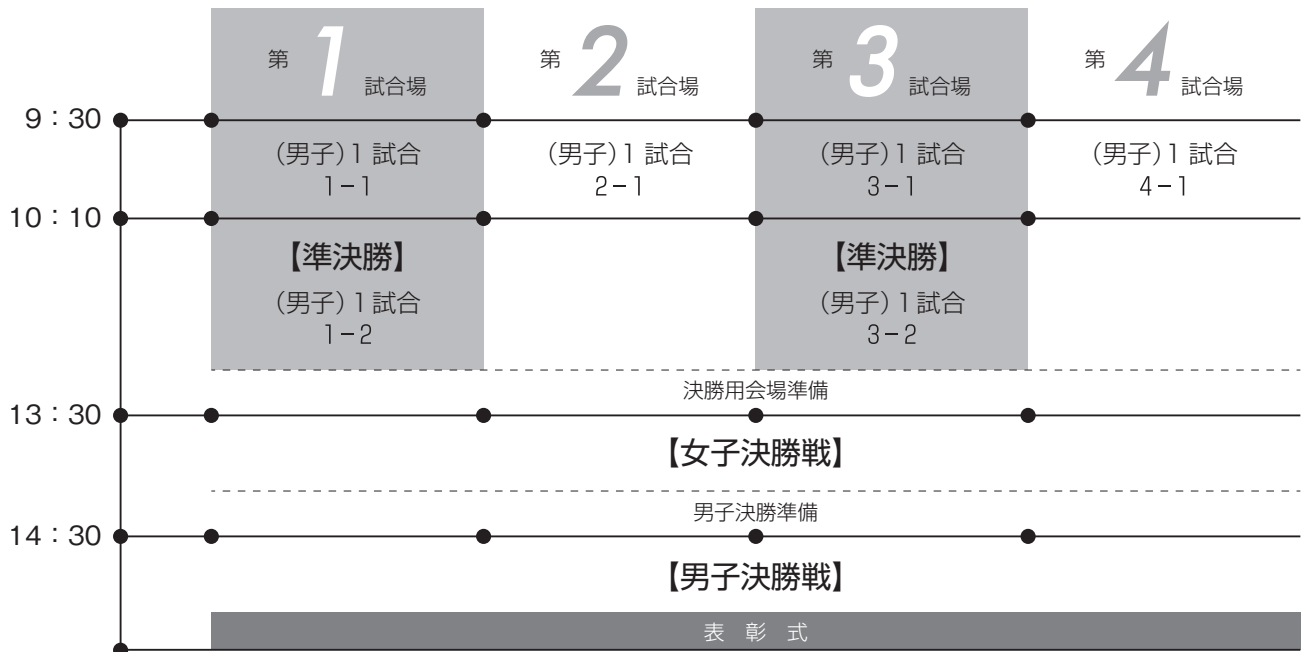 第 1 試合場
第 2 試合場
第 3 試合場
第 4 試合場
9：30
(男子)1 試合
1－1
(男子)1 試合
2－1
(男子)1 試合
3－1
(男子)1 試合
4－1
10：10
【準決勝】
(男子)1 試合
1－2
【準決勝】
(男子)1 試合
3－2
決勝用会場準備
13：30
【女子決勝戦】
男子決勝準備
14：30
【男子決勝戦】
表 彰 式